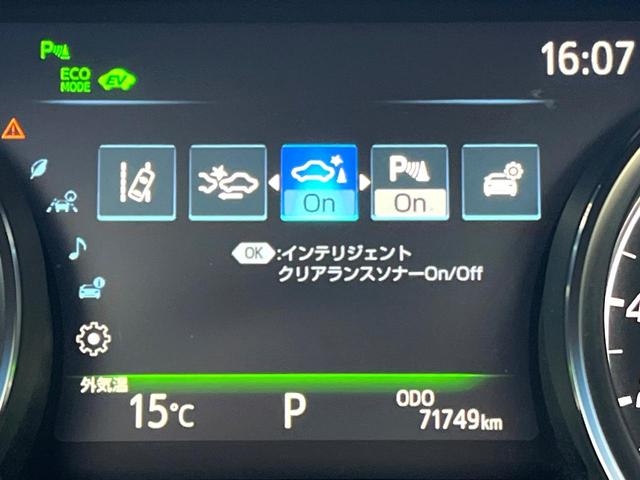 P
16:07
ECO
MODE
EV
P
On
On
OK :インテリジェント
クリアランスソナーOn/Off
外気温
15℃
P
ODO
71749km
4